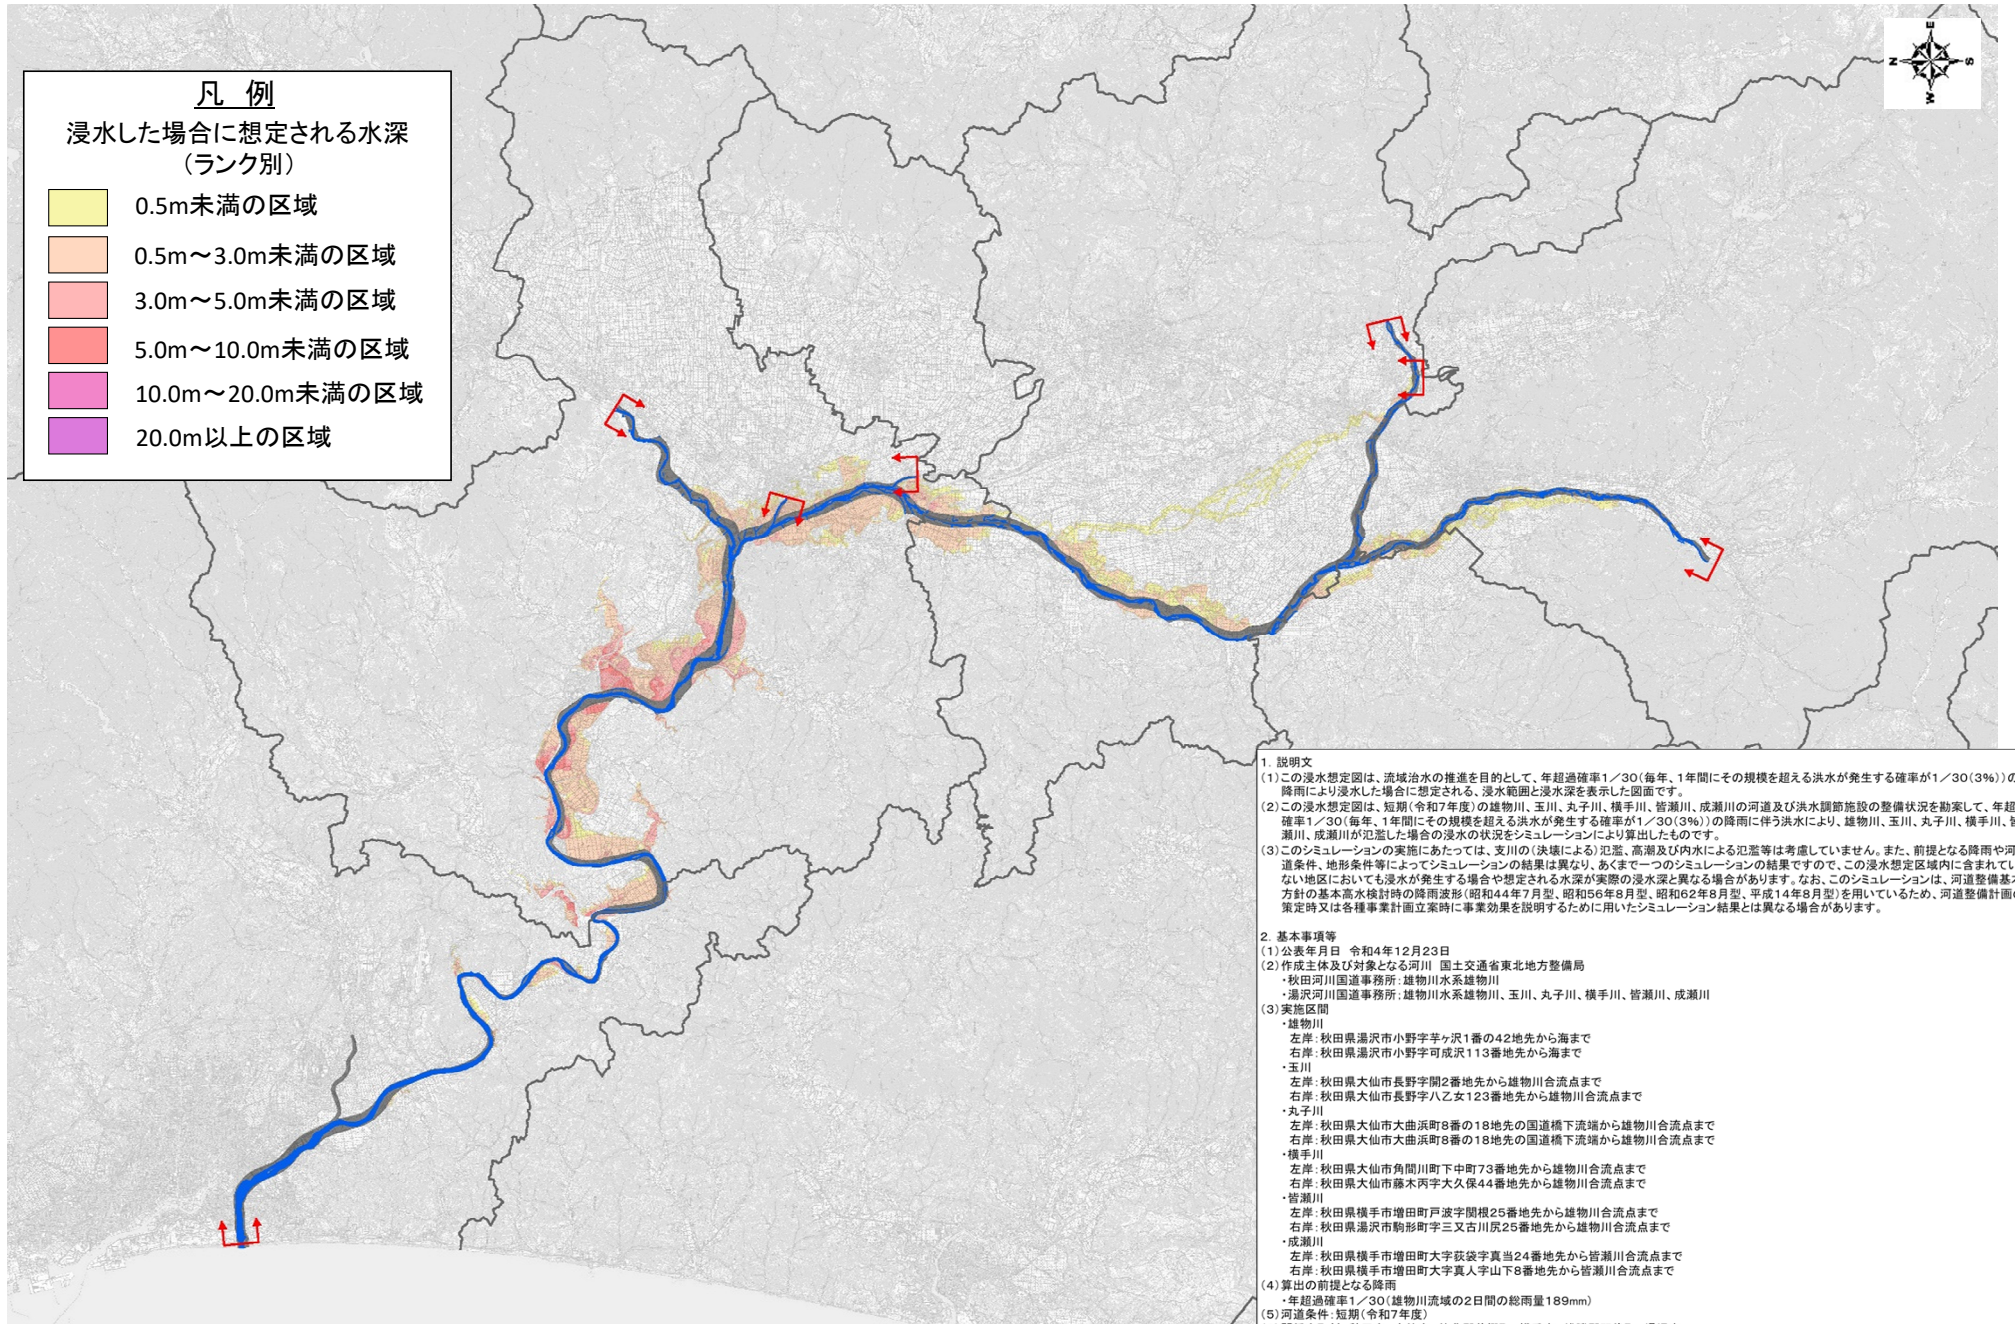 凡 例
浸水した場合に想定される水深
（ランク別）
0.5m未満の区域
0.5m～3.0m未満の区域
3.0m～5.0m未満の区域
5.0m～10.0m未満の区域
10.0m～20.0m未満の区域
20.0m以上の区域
E
N
S
W
1. 説明文
(1)この浸水想定図は、流域治水の推進を目的として、年超過確率1／30(毎年、1年間にその規模を超える洪水が発生する確率が1／30(3%))の
降雨により浸水した場合に想定される、浸水範囲と浸水深を表示した図面です。
(2)この浸水想定図は、短期(令和7年度)の雄物川、玉川、丸子川、横手川、皆瀬川、成瀬川の河道及び洪水調節施設の整備状況を勘案して、年超
確率1／30(毎年、1年間にその規模を超える洪水が発生する確率が1／30(3%))の降雨に伴う洪水により、雄物川、玉川、丸子川、横手川、皆
瀬川、成瀬川が氾濫した場合の浸水の状況をシミュレーションにより算出したものです。
(3)このシミュレーションの実施にあたっては、支川の(決壊による)氾濫、高潮及び内水による氾濫等は考慮していません。また、前提となる降雨や河
道条件、地形条件等によってシミュレーションの結果は異なり、あくまで一つのシミュレーションの結果ですので、この浸水想定区域内に含まれてい
ない地区においても浸水が発生する場合や想定される水深が実際の浸水深と異なる場合があります。なお、このシミュレーションは、河道整備基本
方針の基本高水検討時の降雨波形(昭和44年7月型、昭和56年8月型、昭和62年8月型、平成14年8月型)を用いているため、河道整備計画の
策定時又は各種事業計画立案時に事業効果を説明するために用いたシミュレーション結果とは異なる場合があります。
2. 基本事項等
(1)公表年月日 令和4年12月23日
(2)作成主体及び対象となる河川 国土交通省東北地方整備局
・秋田河川国道事務所:雄物川水系雄物川
・湯沢河川国道事務所:雄物川水系雄物川、玉川、丸子川、横手川、皆瀬川、成瀬川
(3)実施区間
・雄物川
左岸:秋田県湯沢市小野字芋ヶ沢1番の42地先から海まで
右岸:秋田県湯沢市小野字可成沢113番地先から海まで
・玉川
左岸:秋田県大仙市長野字開2番地先から雄物川合流点まで
右岸:秋田県大仙市長野字八乙女123番地先から雄物川合流点まで
・丸子川
左岸:秋田県大仙市大曲浜町8番の18地先の国道橋下流端から雄物川合流点まで
右岸:秋田県大仙市大曲浜町8番の18地先の国道橋下流端から雄物川合流点まで
・横手川
左岸:秋田県大仙市角間川町下中町73番地先から雄物川合流点まで
右岸:秋田県大仙市藤木丙字大久保44番地先から雄物川合流点まで
・皆瀬川
左岸:秋田県横手市増田町戸波字関根25番地先から雄物川合流点まで
右岸:秋田県湯沢市駒形町字三又古川尻25番地先から雄物川合流点まで
・成瀬川
左岸:秋田県横手市増田町大字荻袋字真当24番地先から皆瀬川合流点まで
右岸:秋田県横手市増田町大字真人字山下8番地先から皆瀬川合流点まで
(4)算出の前提となる降雨
・年超過確率1／30(雄物川流域の2日間の総雨量189mm)
(5)河道条件:短期(令和7年度)